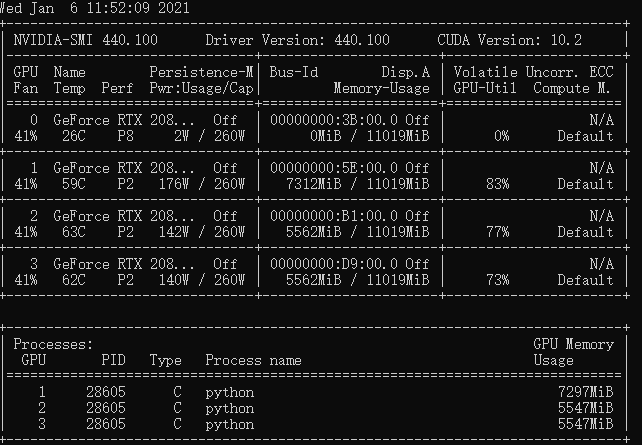 Wed Jan  6 11:52:09 2021
NVIDIA-SMI 440.100      Driver Version: 440.100      CUDA Version: 10.2
GPU  Name        Persistence-M| Bus-Id        Disp.A | Volatile Uncorr. ECC
Fan  Temp  Perf  Pwr:Usage/Cap|         Memory-Usage | GPU-Util  Compute M.
0  GeForce RTX 208...  Off  | 00000000:3B:00.0 Off |                  N/A
41%   26C    P8     2W / 260W |      0MiB / 11019MiB |      0%      Default
1  GeForce RTX 208...  Off  | 00000000:5E:00.0 Off |                  N/A
41%   59C    P2   176W / 260W |   7312MiB / 11019MiB |     83%      Default
2  GeForce RTX 208...  Off  | 00000000:B1:00.0 Off |                  N/A
41%   63C    P2   142W / 260W |   5562MiB / 11019MiB |     77%      Default
3  GeForce RTX 208...  Off  | 00000000:D9:00.0 Off |                  N/A
41%   62C    P2   140W / 260W |   5562MiB / 11019MiB |     73%      Default
Processes:                                                       GPU Memory
GPU       PID   Type   Process name                             Usage
1     28605      C   python                                      7297MiB
2     28605      C   python                                      5547MiB
3     28605      C   python                                      5547MiB